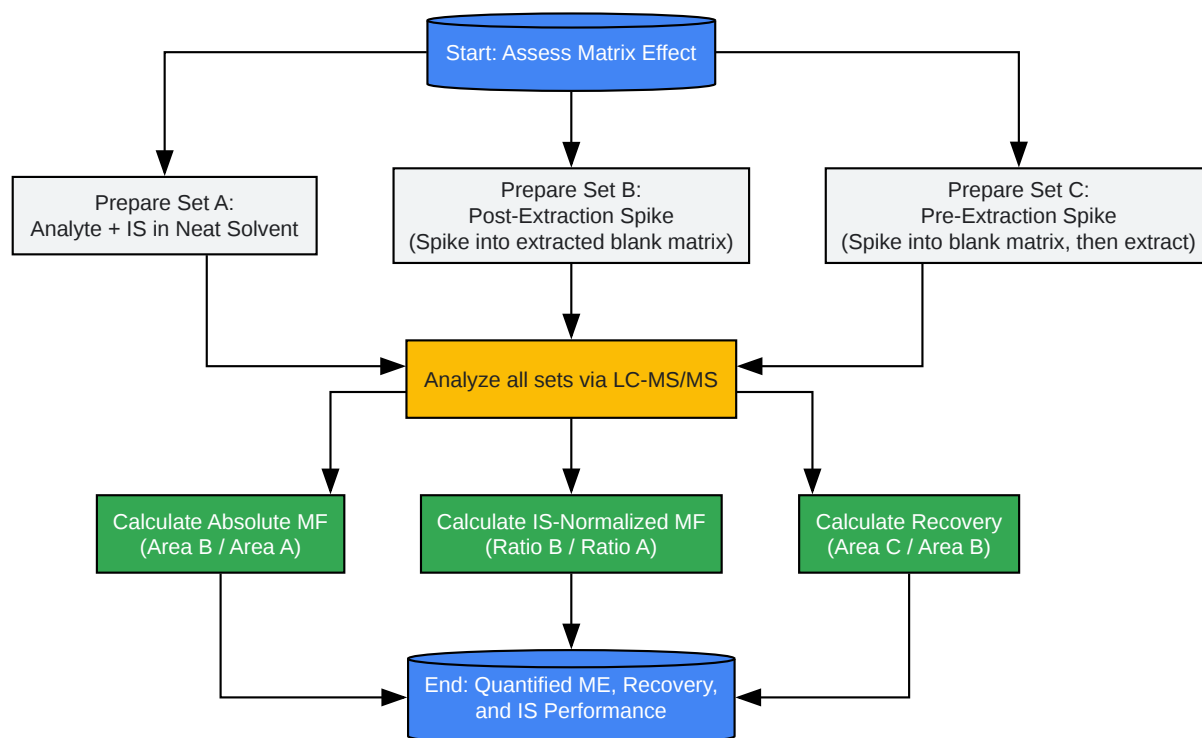 Start: Assess Matrix Effect
Prepare Set A:
Analyte + IS in Neat Solvent
Prepare Set B:
Post-Extraction Spike
(Spike into extracted blank matrix)
Prepare Set C:
Pre-Extraction Spike
(Spike into blank matrix, then extract)
Analyze all sets via LC-MS/MS
Calculate Absolute MF
(Area B / Area A)
Calculate IS-Normalized MF
(Ratio B / Ratio A)
Calculate Recovery
(Area C / Area B)
End: Quantified ME, Recovery,
and IS Performance